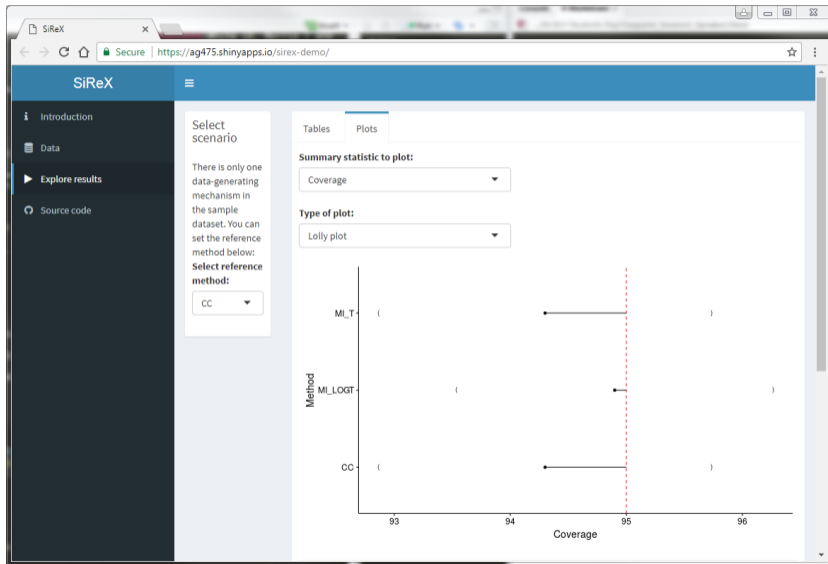 SiReX
Secure | https://ag475.shinyapps.io/sirex-demo/
SiReX
Introduction
Data
Explore results
Source code
Select
scenario
There is only one
data-generating
mechanism in
the sample
dataset. You can
set the reference
method below:
Select reference
method:
CC
Tables Plots
Summary statistic to plot:
Coverage
Type of plot:
Lolly plot
Method
MI_T
MI_LOGT
CC
93 94 95 96
Coverage